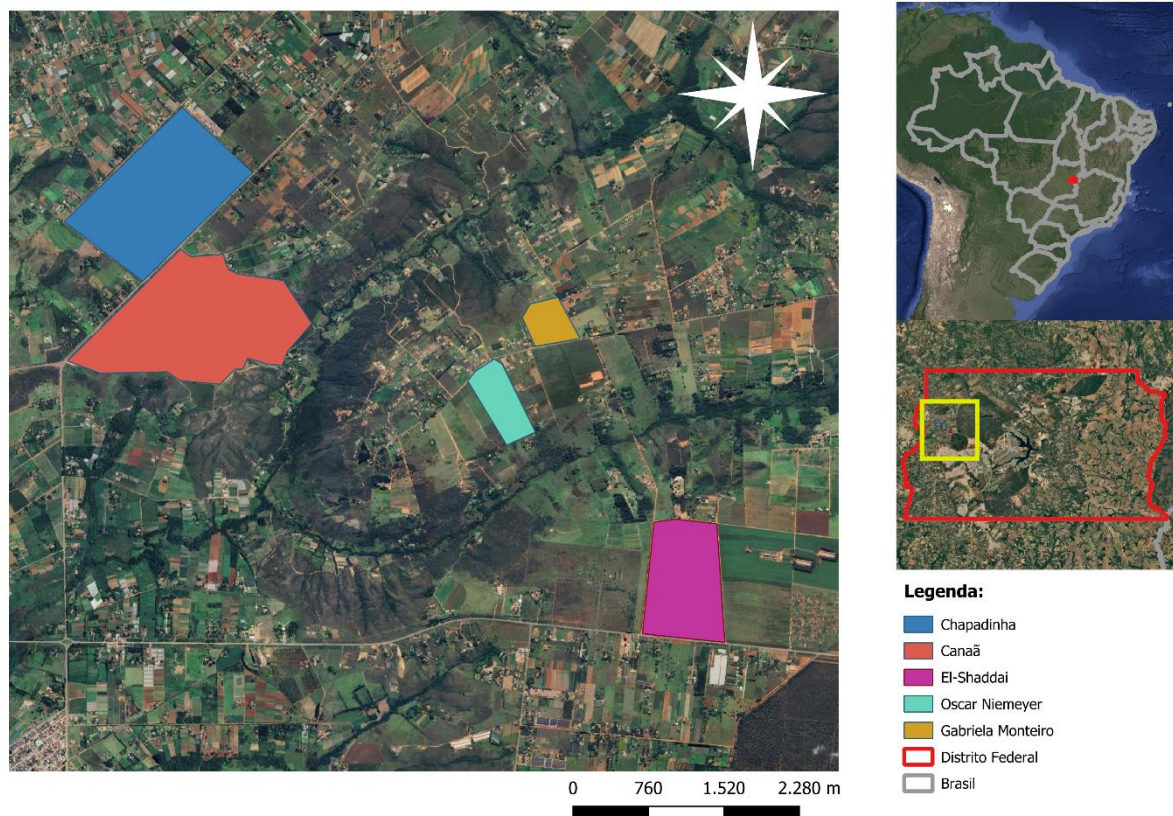 0 760 1.520 2.280 m
Legenda:
Chapadinha
Canaã
El-Shaddai
Oscar Niemeyer
Gabriela Monteiro
Distrito Federal
Brasil